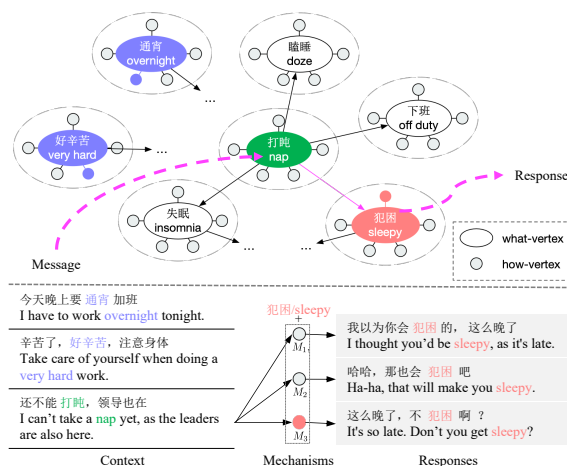 通宵
overnight
瞌睡
doze
...
下班
off duty
好辛苦
very hard
...
打盹
nap
Response
失眠
insomnia
犯困
sleepy
...
...
Message
what-vertex
how-vertex
今天晚上要 通宵 加班
I have to work overnight tonight.
辛苦了，好辛苦，注意身体
Take care of yourself when doing a
very hard work.
还不能 打盹，领导也在
I can't take a nap yet, as the leaders
are also here.
Context
犯困/sleepy
+
M1,
M2
M3
Mechanisms
我以为你会 犯困 的， 这么晚了
I thought you'd be sleepy, as it's late.
哈哈，那也会 犯困 吧
Ha-ha, that will make you sleepy.
这么晚了，不 犯困 啊 ？
It's so late. Don't you get sleepy?
Responses